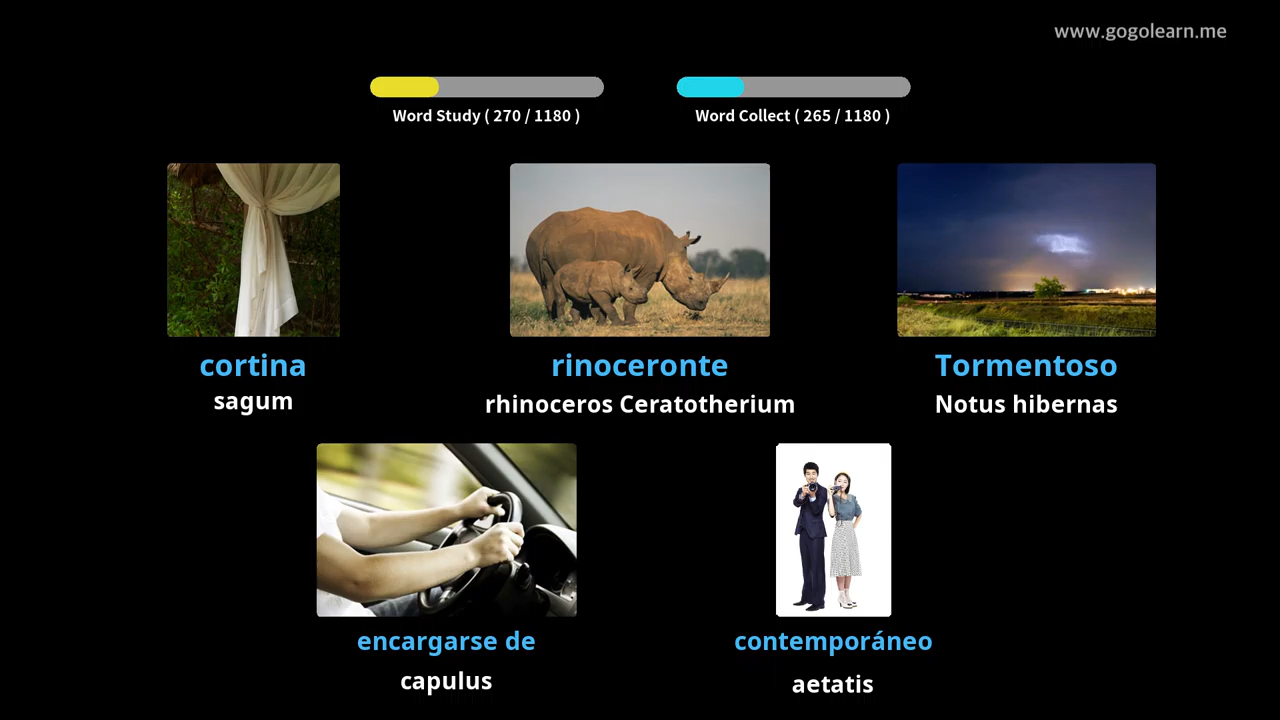 www.gogolearn.me
Word Study ( 270 / 1180 )
Word Collect ( 265 / 1180 )
cortina
sagum
rinoceronte
rhinoceros Ceratotherium
Tormentoso
Notus hibernas
encargarse de
capulus
contemporáneo
aetatis